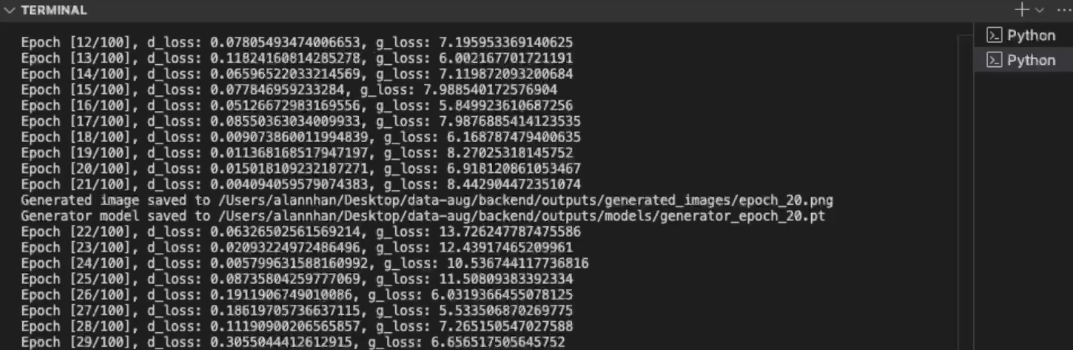 TERMINAL
Python
Python
Epoch [12/100], d_loss: 0.07805493474006653, g_loss: 7.195953369140625
Epoch [13/100], d_loss: 0.11824160814285278, g_loss: 6.002167701721191
Epoch [14/100], d_loss: 0.06596522033214569, g_loss: 7.119872093200684
Epoch [15/100], d_loss: 0.077846959233284, g_loss: 7.988540172576904
Epoch [16/100], d_loss: 0.05126672983169556, g_loss: 5.849923610687256
Epoch [17/100], d_loss: 0.08550363034009933, g_loss: 7.9876885414123535
Epoch [18/100], d_loss: 0.009073860011994839, g_loss: 6.168787479400635
Epoch [19/100], d_loss: 0.011368168517947197, g_loss: 8.27025318145752
Epoch [20/100], d_loss: 0.015018109232187271, g_loss: 6.918120861053467
Epoch [21/100], d_loss: 0.004094059579074383, g_loss: 8.442904472351074
Generated image saved to /Users/alannhan/Desktop/data-aug/backend/outputs/generated_images/epoch_20.png
Generator model saved to /Users/alannhan/Desktop/data-aug/backend/outputs/models/generator_epoch_20.pt
Epoch [22/100], d_loss: 0.06326502561569214, g_loss: 13.726247787475586
Epoch [23/100], d_loss: 0.02093224972486496, g_loss: 12.43917465209961
Epoch [24/100], d_loss: 0.005799631588160992, g_loss: 10.536744117736816
Epoch [25/100], d_loss: 0.08735804259777069, g_loss: 11.50809383392334
Epoch [26/100], d_loss: 0.1911906749010086, g_loss: 6.0319366455078125
Epoch [27/100], d_loss: 0.18619705736637115, g_loss: 5.533506870269775
Epoch [28/100], d_loss: 0.11190900206565857, g_loss: 7.265150547027588
Epoch [29/100], d_loss: 0.3055044412612915, g_loss: 6.656517505645752